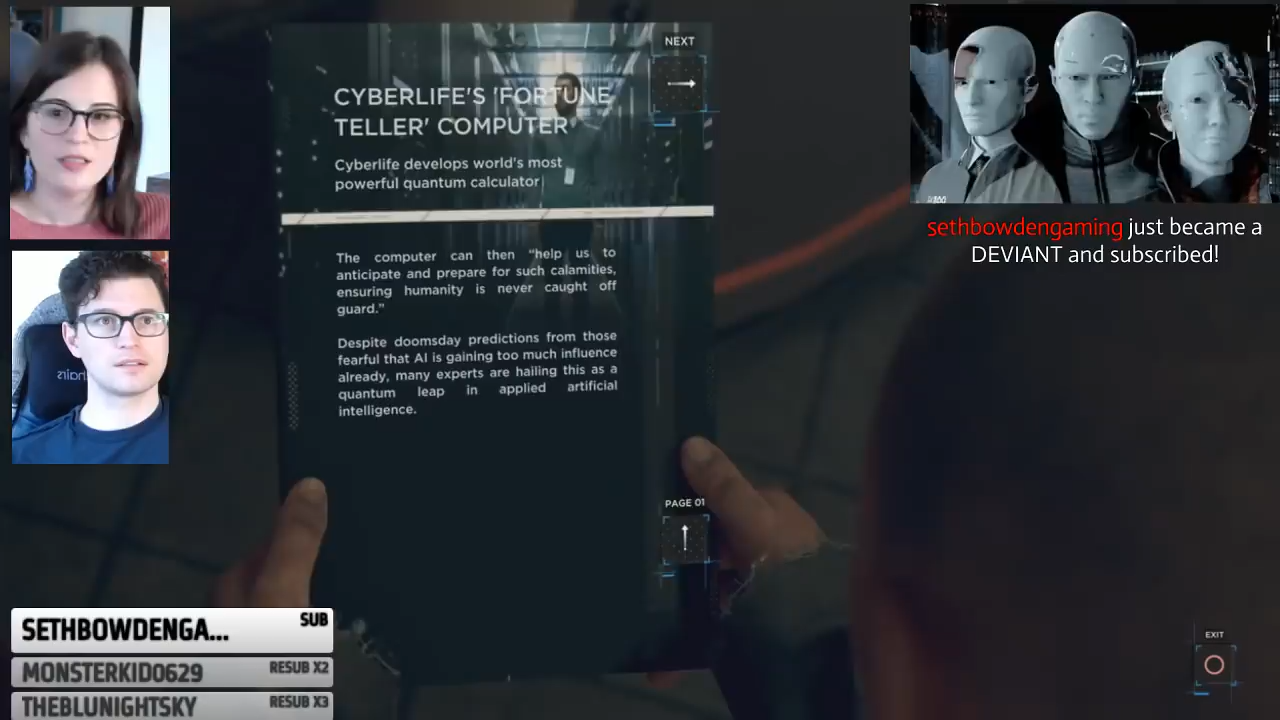 NEXT
CYBERLIFE'S 'FORTUNE
TELLER' COMPUTER
Cyberlife develops world's most
powerful quantum calculator
The computer can then "help us to
anticipate and prepare for such calamities,
ensuring humanity is never caught off
guard."
Despite doomsday predictions from those
fearful that AI is gaining too much influence
already, many experts are hailing this as a
quantum leap in applied artificial
intelligence.
PAGE 01
EXIT
sethbowdengaming just became a
DEVIANT and subscribed!
SETHBOWDENGA... SUB
MONSTERKID0629 RESUB X2
THEBLUNIGHTSKY RESUB X3